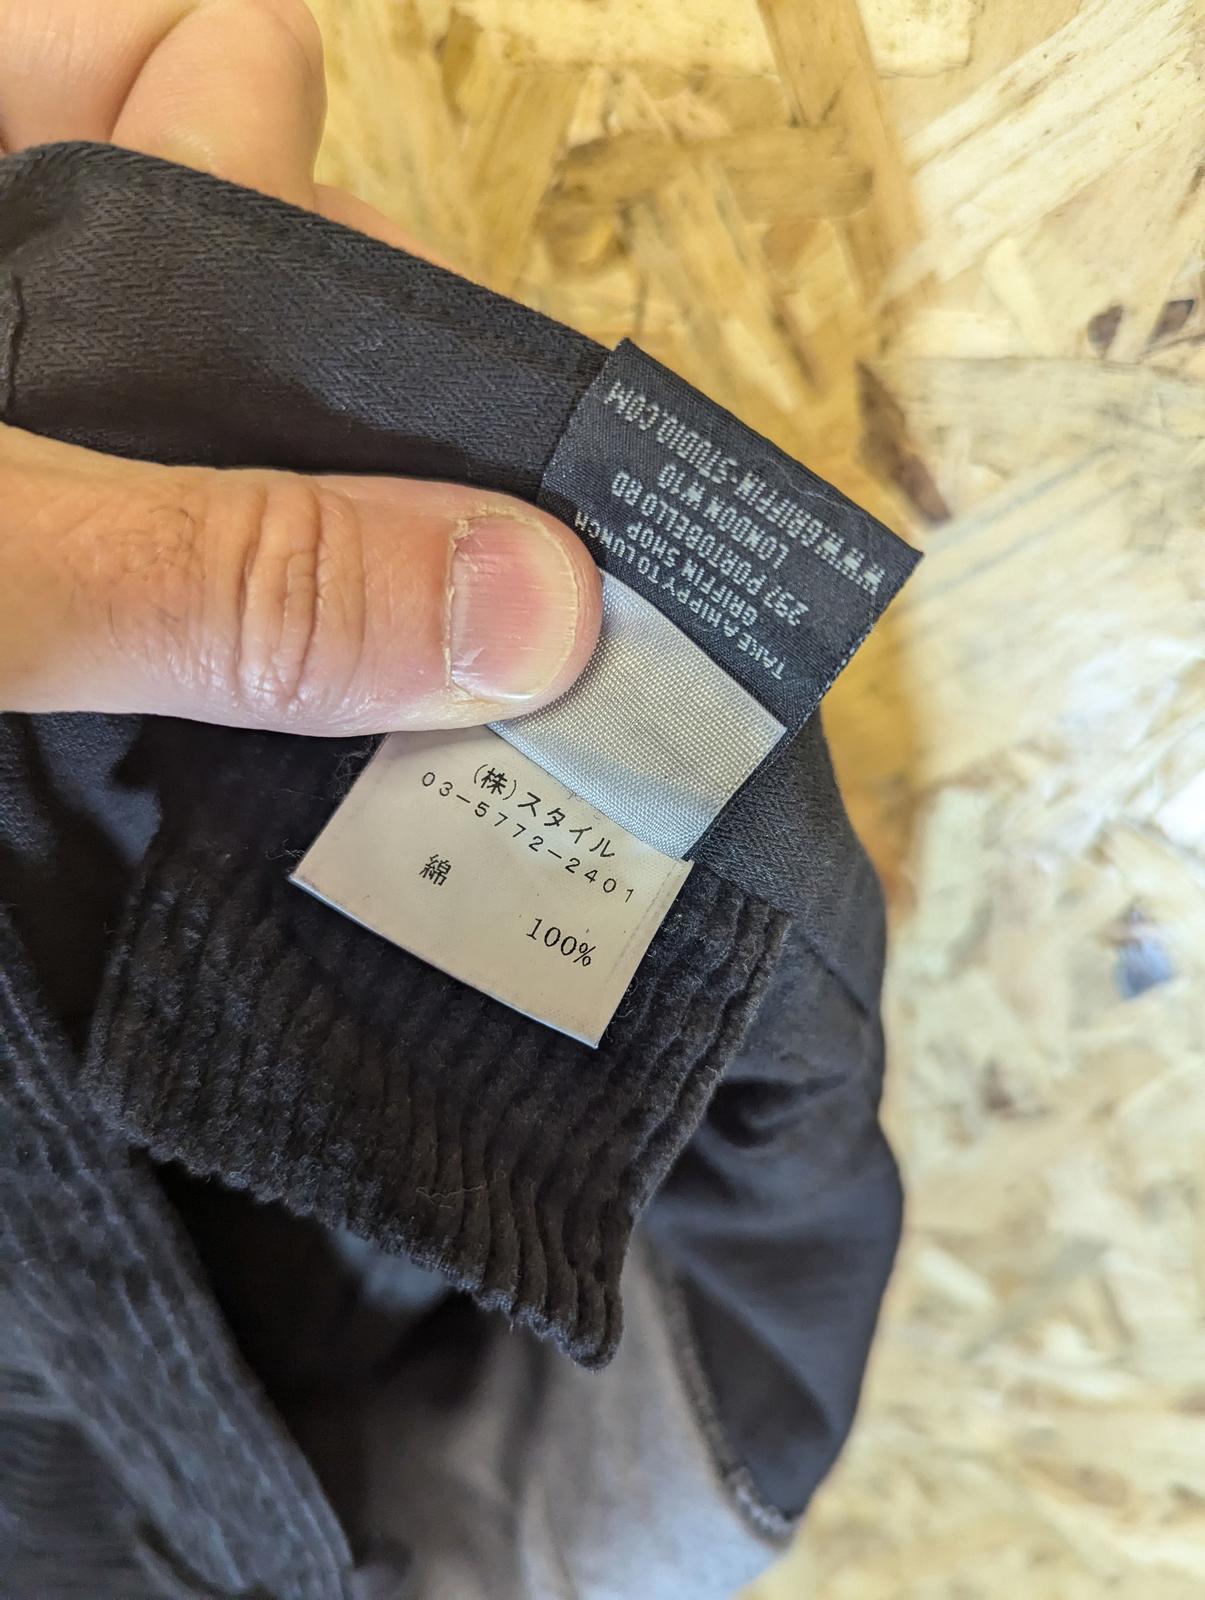 TAKE A HIPPY TO LUNCH
GRIFFIN SHOP
297 PORTOBELLO RD
LONDON W10
WWW.GRIFFIN-STUDIO.COM
(株)スタイル
03-5772-2401
綿
100%